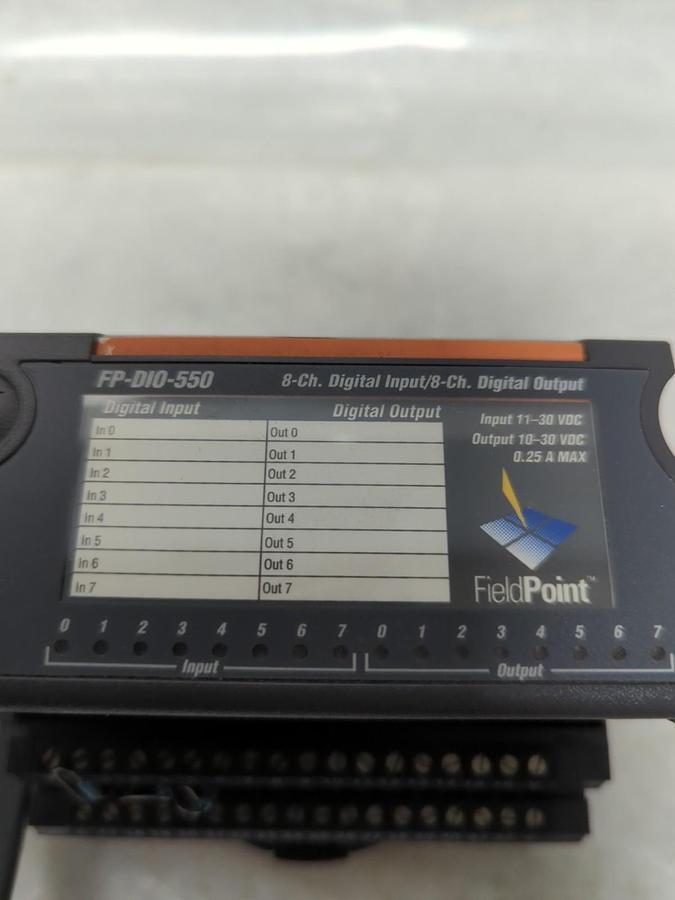 FP-DIO-550 8-Ch. Digital Input/8-Ch. Digital Output
Digital Input Digital Output
Input 11–30 VDC
Output 10–30 VDC
0.25 A MAX
In 0 Out 0
In 1 Out 1
In 2 Out 2
In 3 Out 3
In 4 Out 4
In 5 Out 5
In 6 Out 6
In 7 Out 7
FieldPoint™
0 1 2 3 4 5 6 7 0 1 2 3 4 5 6 7
Input Output